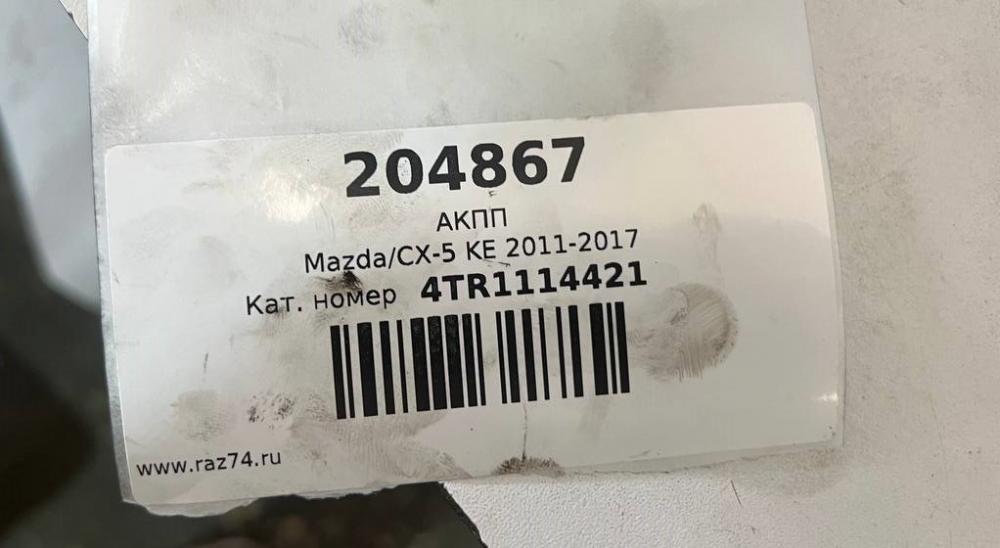 204867
АКПП
Mazda/CX-5 KE 2011-2017
Кат. номер 4TR1114421
www.raz74.ru